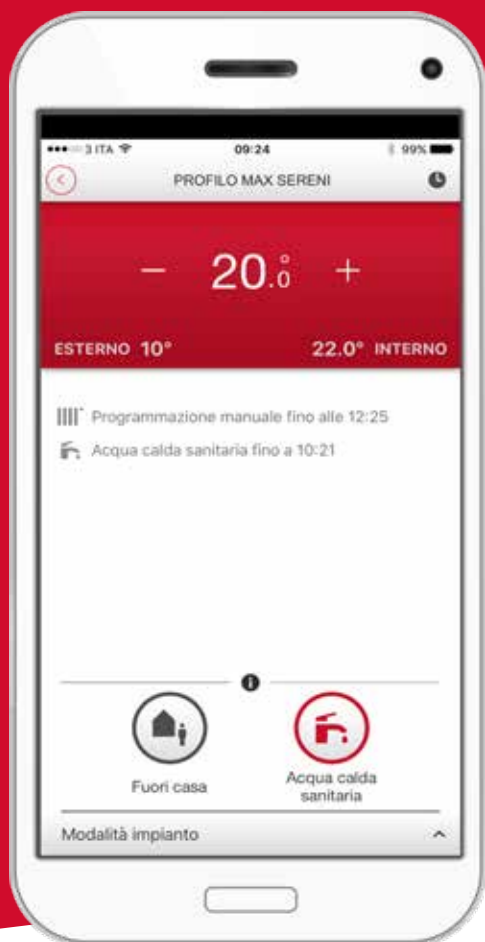 3 ITA 09:24 99%
PROFILO MAX SERENI
− 20.0° +
ESTERNO 10° 22.0° INTERNO
Programmazione manuale fino alle 12:25
Acqua calda sanitaria fino a 10:21
i
Fuori casa
Acqua calda
sanitaria
Modalità impianto